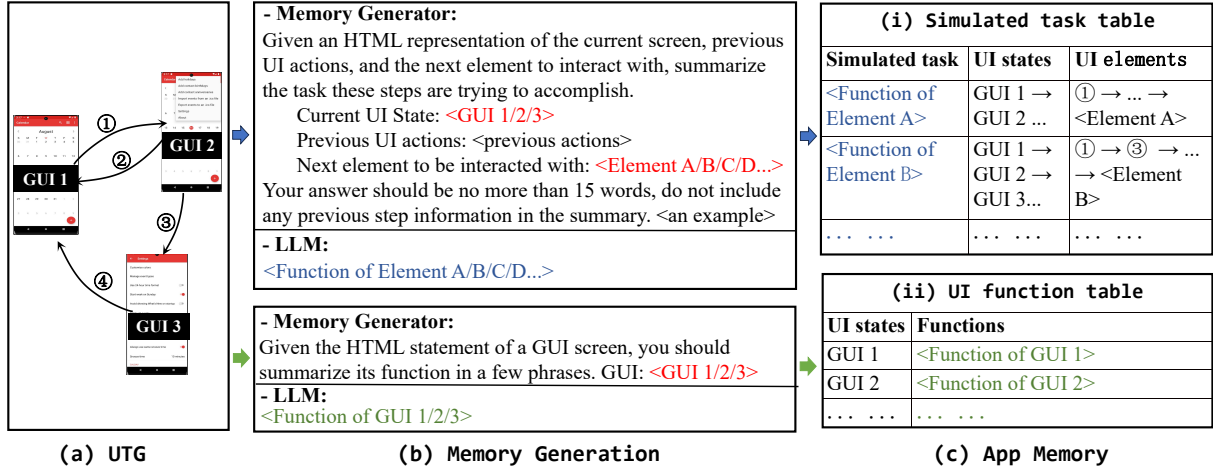 ①
②
③
④
August
GUI 1
GUI 2
Settings
GUI 3
(a) UTG
- Memory Generator:
Given an HTML representation of the current screen, previous
UI actions, and the next element to interact with, summarize
the task these steps are trying to accomplish.
Current UI State: <GUI 1/2/3>
Previous UI actions: <previous actions>
Next element to be interacted with: <Element A/B/C/D...>
Your answer should be no more than 15 words, do not include
any previous step information in the summary. <an example>
- LLM:
<Function of Element A/B/C/D...>
- Memory Generator:
Given the HTML statement of a GUI screen, you should
summarize its function in a few phrases. GUI: <GUI 1/2/3>
- LLM:
<Function of GUI 1/2/3>
(b) Memory Generation
(i) Simulated task table
Simulated task UI states UI elements
<Function of Element A> GUI 1 → GUI 2 ... ① → ... → <Element A>
<Function of Element B> GUI 1 → GUI 2 → GUI 3... ① → ③ → ... → <Element B>
... ... ... ... ... ...
(ii) UI function table
UI states Functions
GUI 1 <Function of GUI 1>
GUI 2 <Function of GUI 2>
... ... ... ...
(c) App Memory